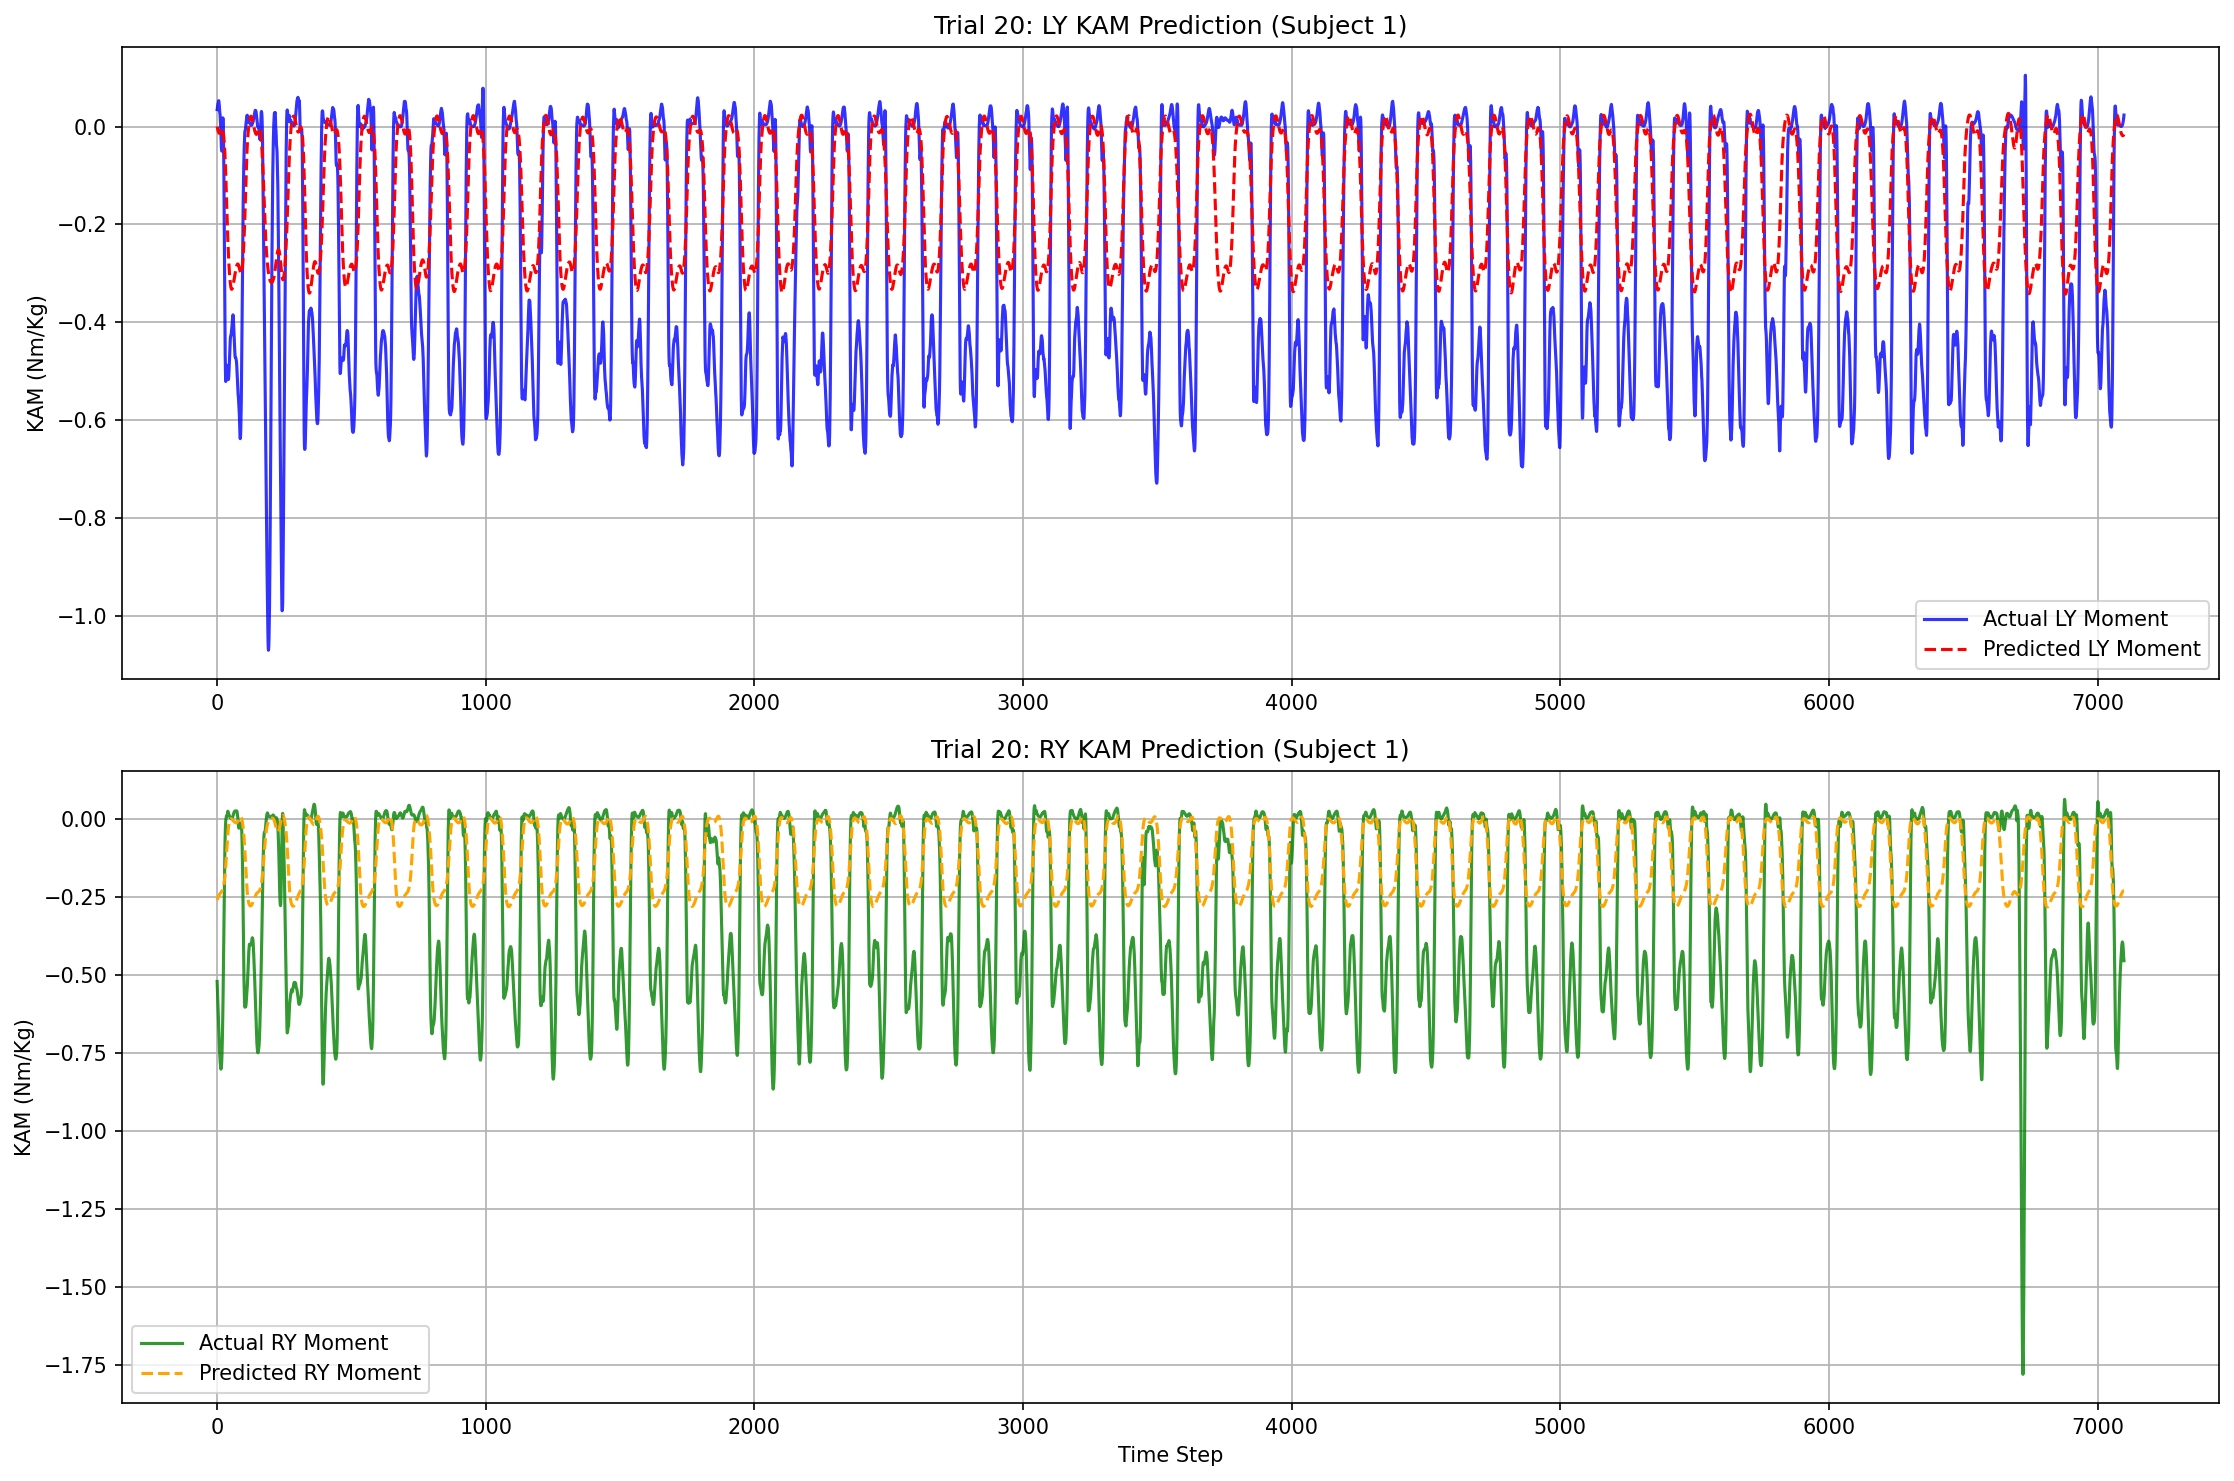 Trial 20: LY KAM Prediction (Subject 1)
KAM (Nm/Kg)
0.0
−0.2
−0.4
−0.6
−0.8
−1.0
Actual LY Moment
Predicted LY Moment
0 1000 2000 3000 4000 5000 6000 7000
Trial 20: RY KAM Prediction (Subject 1)
KAM (Nm/Kg)
0.00
−0.25
−0.50
−0.75
−1.00
−1.25
−1.50
−1.75
Actual RY Moment
Predicted RY Moment
0 1000 2000 3000 4000 5000 6000 7000
Time Step